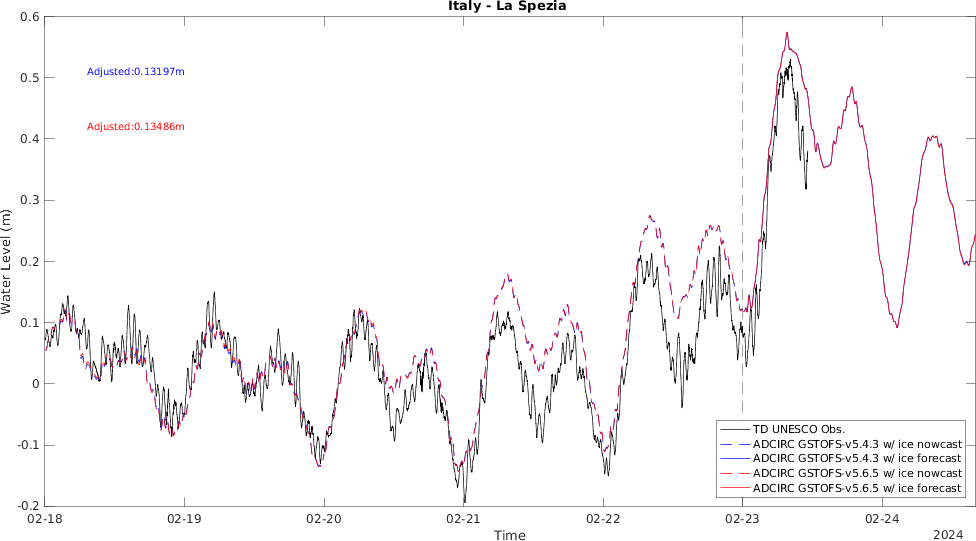 Italy - La Spezia
0.6
0.5
0.4
0.3
0.2
0.1
0
-0.1
-0.2
Water Level (m)
Adjusted:0.13197m
Adjusted:0.13486m
TD UNESCO Obs.
ADCIRC GSTOFS-v5.4.3 w/ ice nowcast
ADCIRC GSTOFS-v5.4.3 w/ ice forecast
ADCIRC GSTOFS-v5.6.5 w/ ice nowcast
ADCIRC GSTOFS-v5.6.5 w/ ice forecast
02-18 02-19 02-20 02-21 02-22 02-23 02-24
Time
2024